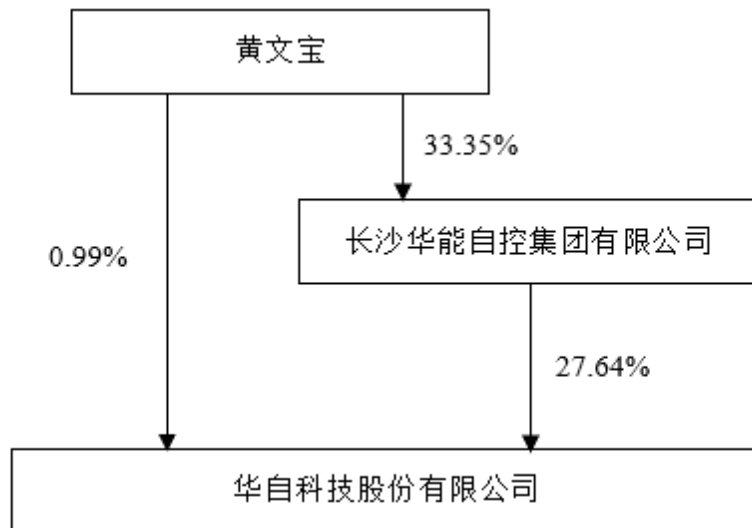 黄文宝
33.35%
长沙华能自控集团有限公司
0.99%
27.64%
华自科技股份有限公司